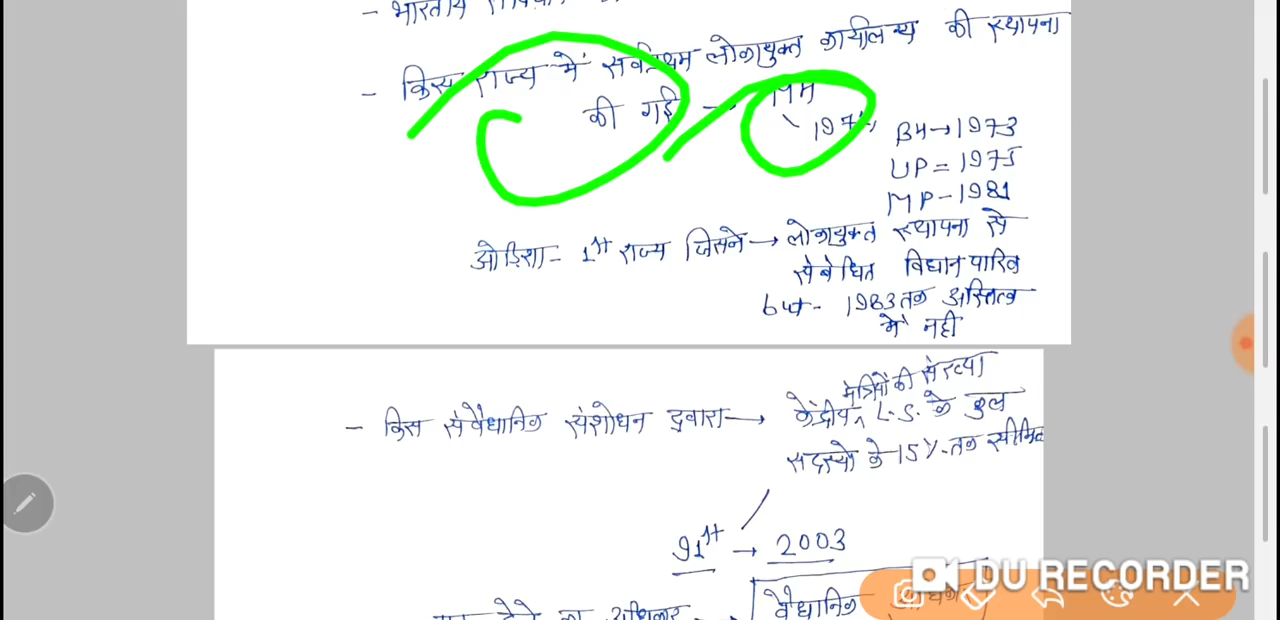 - भारतीय
- किस राज्य में सर्वप्रथम लोकायुक्त कार्यालय की स्थापना
की गई →
1971
BH → 1973
UP = 1975
MP - 1981
ओडिशा - 1st राज्य जिसने → लोकायुक्त स्थापना से
संबंधित विधान पारित
but - 1983 तक अस्तित्व
में नही
मंत्रियों की संख्या
- किस संवैधानिक संशोधन द्वारा → केंद्रीय L.S. के कुल
सदस्यो के 15% तक सीमित
91st → 2003
DU RECORDER
का अधिकार → वैधानिक